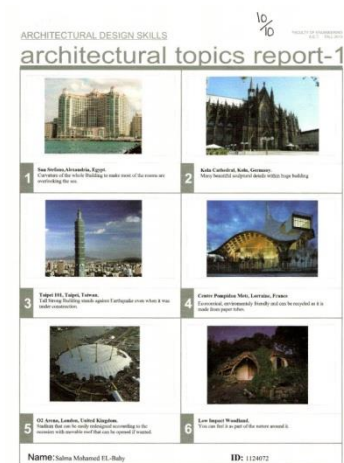 10/10
ARCHITECTURAL DESIGN SKILLS
FACULTY OF ENGINEERING
FALL 2013
architectural topics report-1
1
San Stefano,Alexandria, Egypt.
Curvature of the whole Building to make most of the rooms are
overlooking the sea.
2
Koln Cathedral, Koln, Germany.
Many beautiful sculptural details within huge building
3
Taipei 101, Taipei, Taiwan.
Tall Strong Building stands against Earthquake even when it was
under construction.
4
Centre Pompidou Metz, Lorraine, France
Economical, environmentally friendly and can be recycled as it is
made from paper tubes.
5
O2 Arena, London, United Kingdom.
Stadium that can be easily redesigned according to the
occasion with movable roof that can be opened if wanted.
6
Low Impact Woodland.
You can feel it as part of the nature around it.
Name: Salma Mohamed EL-Bahy
ID: 1124072